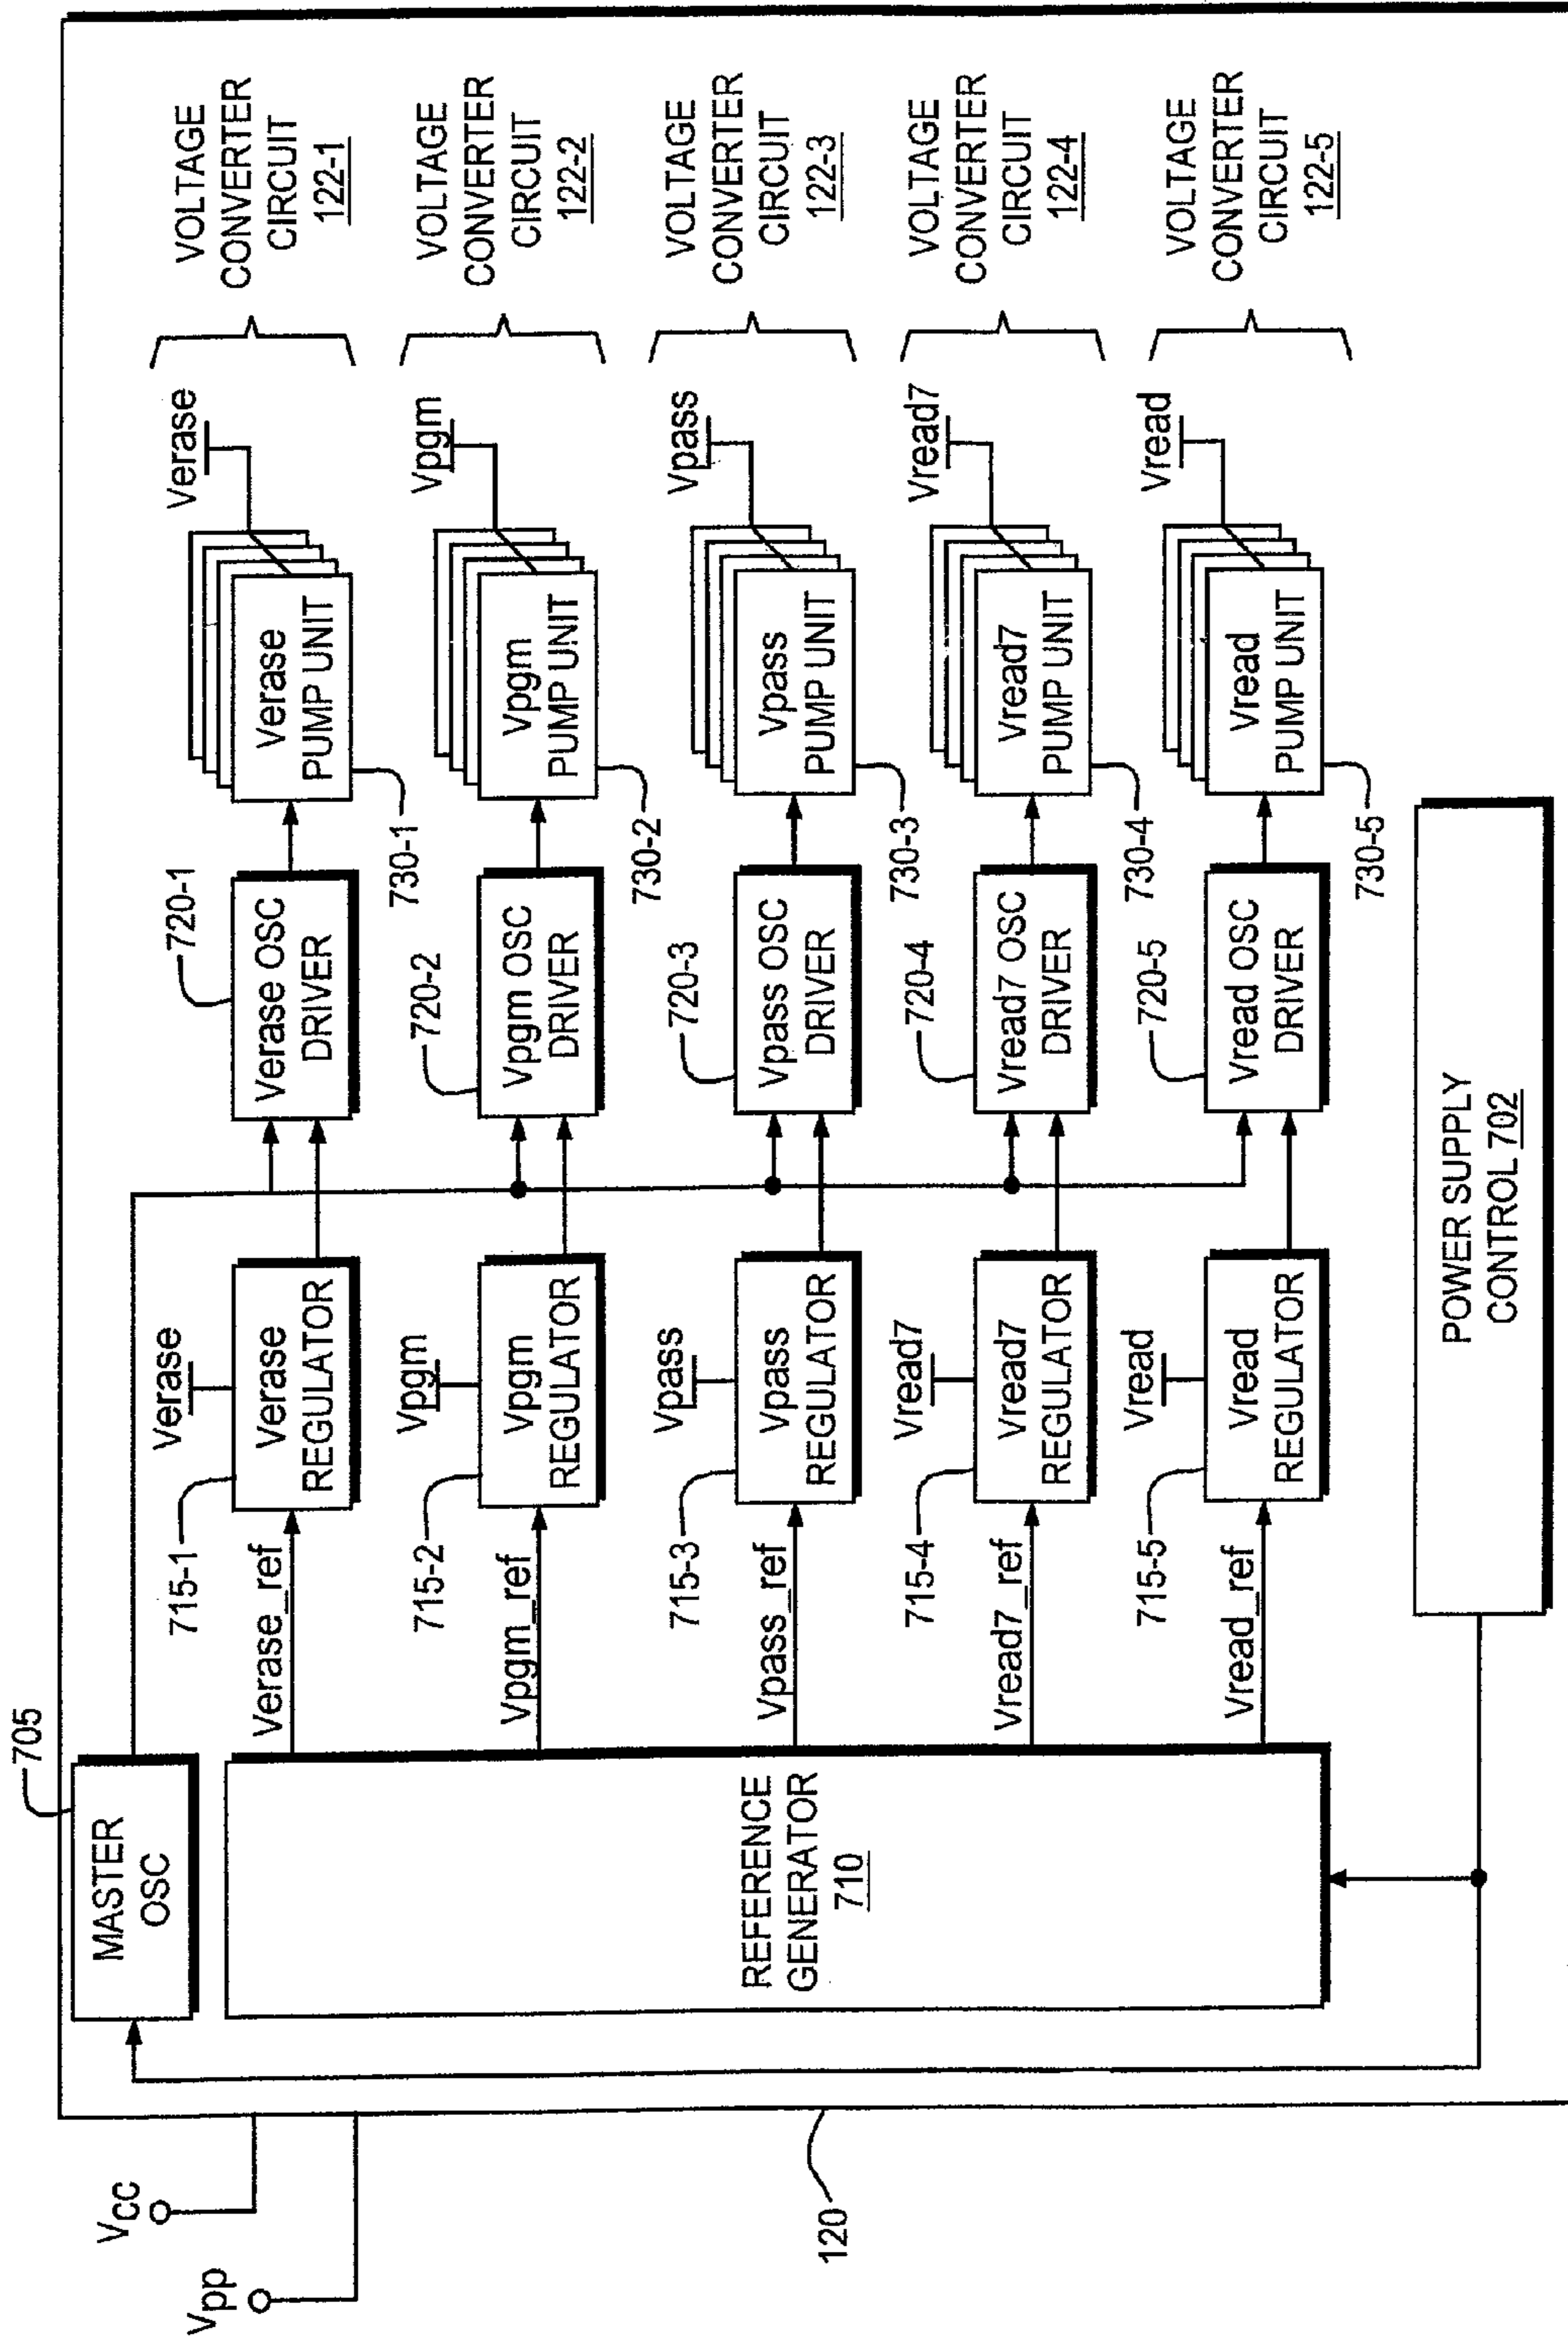 Vpp
Vcc
120
705
MASTER
OSC
REFERENCE
GENERATOR
710
Verase_ref
Vpgm_ref
Vpass_ref
Vread7_ref
Vread_ref
715-1
Verase
Verase
REGULATOR
720-1
Verase OSC
DRIVER
Verase
PUMP UNIT
730-1
Verase
VOLTAGE
CONVERTER
CIRCUIT
122-1
715-2
Vpgm
Vpgm
REGULATOR
720-2
Vpgm OSC
DRIVER
Vpgm
PUMP UNIT
730-2
Vpgm
VOLTAGE
CONVERTER
CIRCUIT
122-2
715-3
Vpass
Vpass
REGULATOR
720-3
Vpass OSC
DRIVER
Vpass
PUMP UNIT
730-3
Vpass
VOLTAGE
CONVERTER
CIRCUIT
122-3
715-4
Vread7
Vread7
REGULATOR
720-4
Vread7 OSC
DRIVER
Vread7
PUMP UNIT
730-4
Vread7
VOLTAGE
CONVERTER
CIRCUIT
122-4
715-5
Vread
Vread
REGULATOR
720-5
Vread OSC
DRIVER
Vread
PUMP UNIT
730-5
Vread
VOLTAGE
CONVERTER
CIRCUIT
122-5
POWER SUPPLY
CONTROL 702